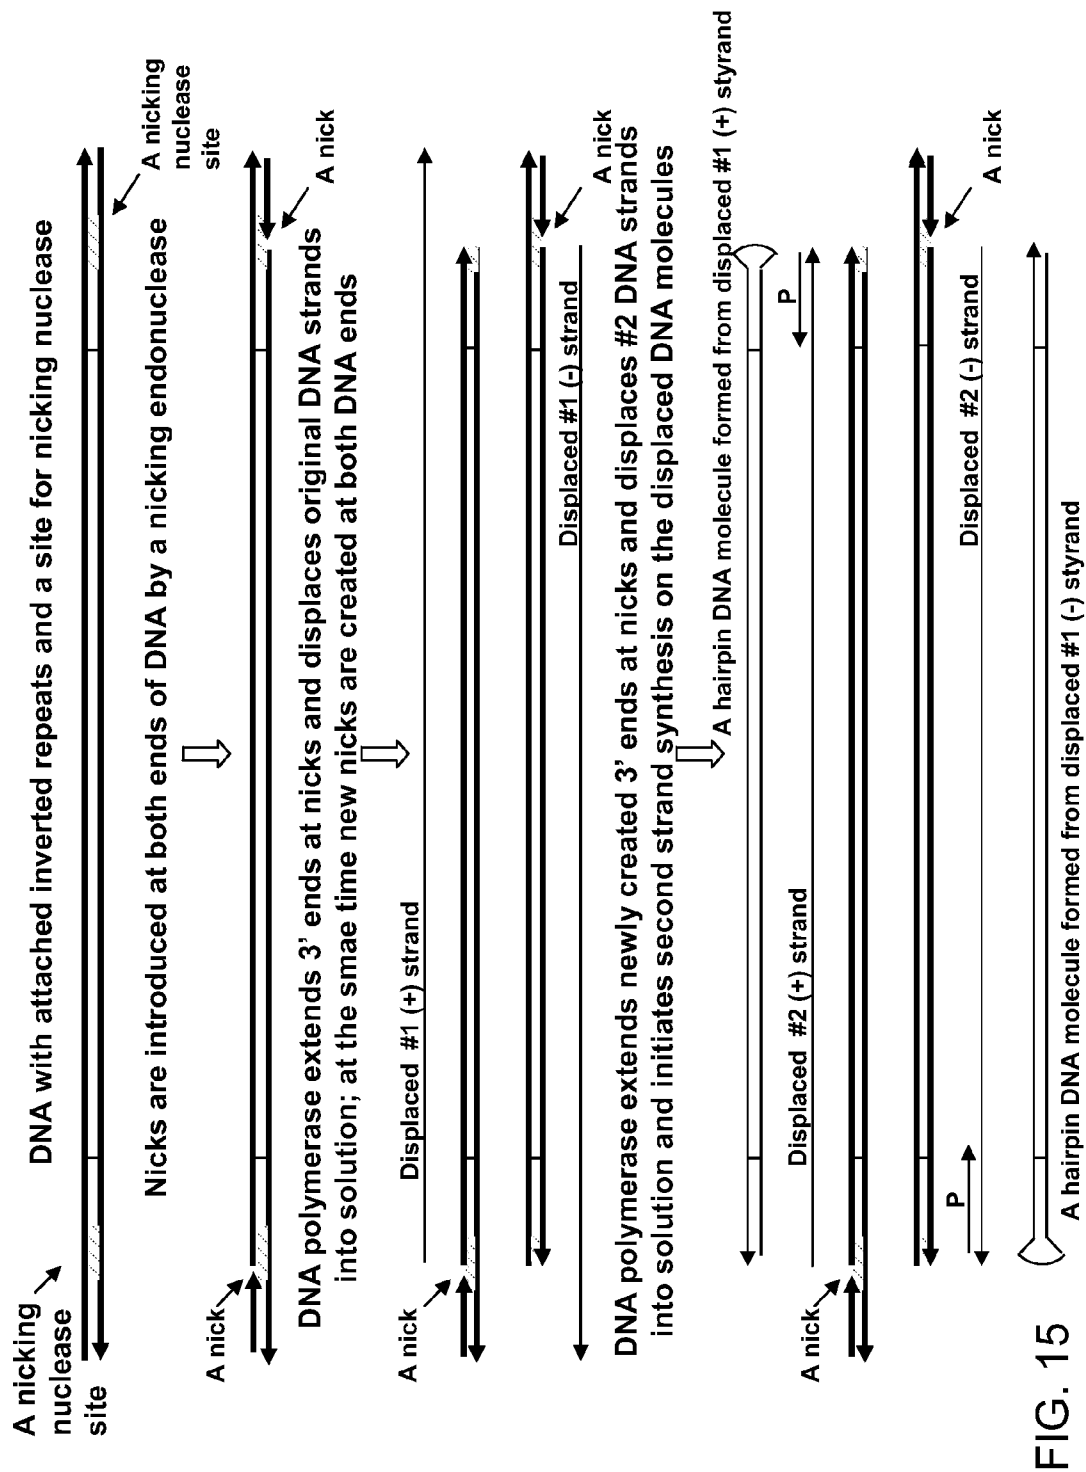 A nicking
nuclease
site
DNA with attached inverted repeats and a site for nicking nuclease
A nicking
nuclease
site
Nicks are introduced at both ends of DNA by a nicking endonuclease
A nick
A nick
DNA polymerase extends 3’ ends at nicks and displaces original DNA strands
into solution; at the smae time new nicks are created at both DNA ends
Displaced #1 (+) strand
A nick
A nick
Displaced #1 (-) strand
DNA polymerase extends newly created 3’ ends at nicks and displaces #2 DNA strands
into solution and initiates second strand synthesis on the displaced DNA molecules
A hairpin DNA molecule formed from displaced #1 (+) styrand
P
Displaced #2 (+) strand
A nick
A nick
P
Displaced #2 (-) strand
A hairpin DNA molecule formed from displaced #1 (-) styrand
FIG. 15